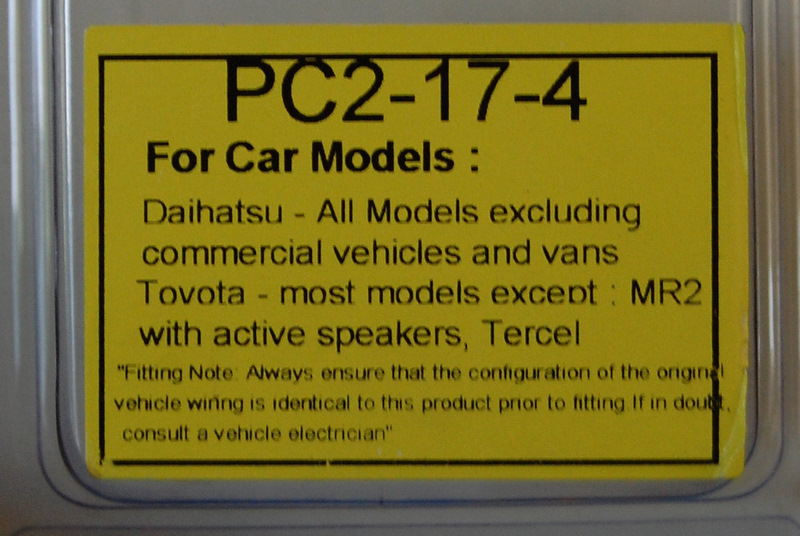 PC2-17-4
For Car Models :
Daihatsu - All Models excluding
commercial vehicles and vans
Toyota - most models except : MR2
with active speakers, Tercel
"Fitting Note: Always ensure that the configuration of the original
vehicle wiring is identical to this product prior to fitting.If in doubt,
consult a vehicle electrician"